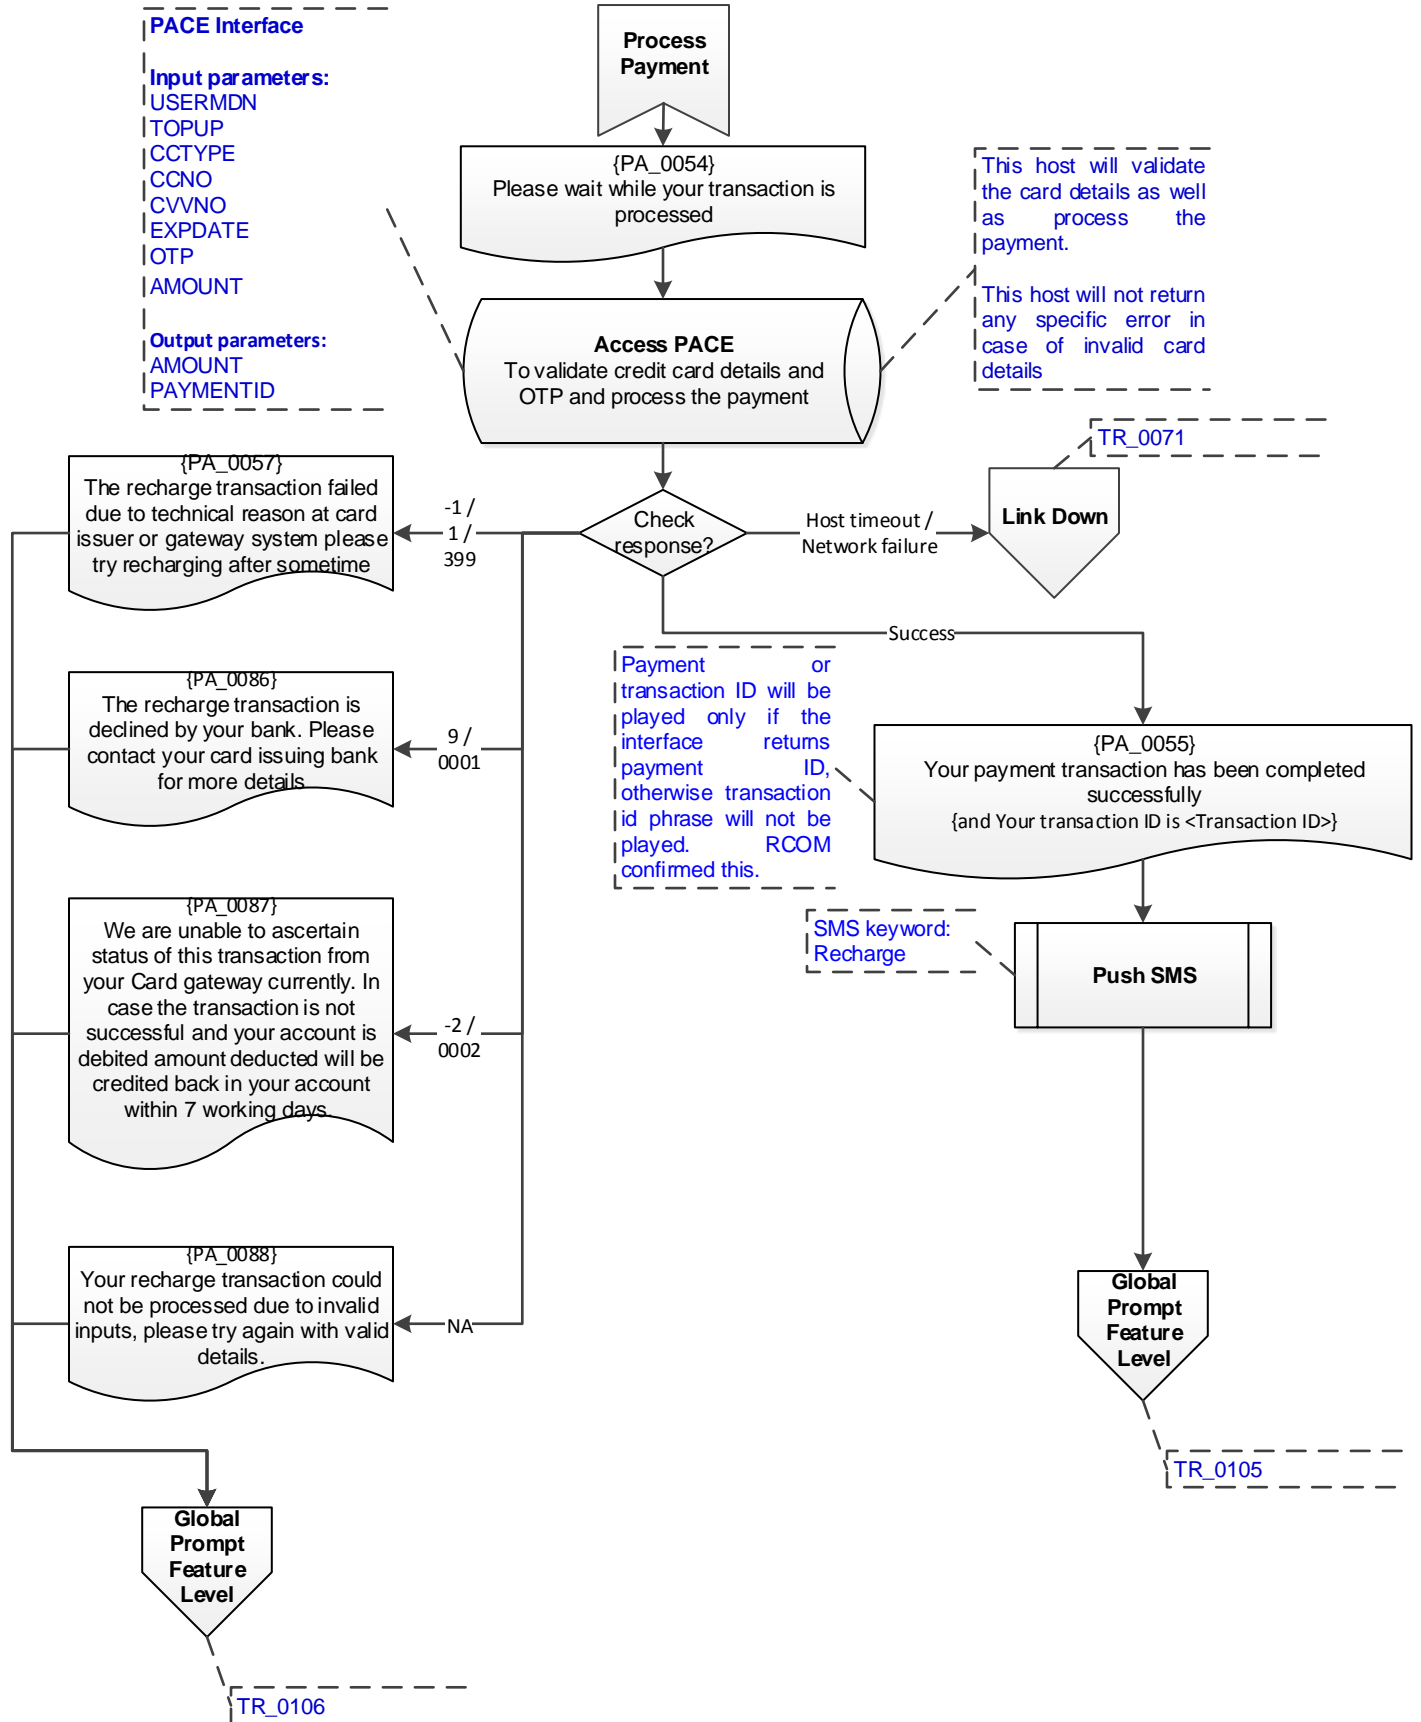 PACE Interface
Input parameters:
USERMDN
TOPUP
CCTYPE
CCNO
CVVNO
EXPDATE
OTP
AMOUNT
Output parameters:
AMOUNT
PAYMENTID
Process
Payment
{PA_0054}
Please wait while your transaction is
processed
This host will validate
the card details as well
as process the
payment.
This host will not return
any specific error in
case of invalid card
details
Access PACE
To validate credit card details and
OTP and process the payment
TR_0071
Link Down
Check
response?
Host timeout /
Network failure
-1 /
1 /
399
{PA_0057}
The recharge transaction failed
due to technical reason at card
issuer or gateway system please
try recharging after sometime
Success
{PA_0086}
The recharge transaction is
declined by your bank. Please
contact your card issuing bank
for more details
9 /
0001
Payment or
transaction ID will be
played only if the
interface returns
payment ID,
otherwise transaction
id phrase will not be
played. RCOM
confirmed this.
{PA_0055}
Your payment transaction has been completed
successfully
{and Your transaction ID is <Transaction ID>}
{PA_0087}
We are unable to ascertain
status of this transaction from
your Card gateway currently. In
case the transaction is not
successful and your account is
debited amount deducted will be
credited back in your account
within 7 working days.
-2 /
0002
SMS keyword:
Recharge
Push SMS
{PA_0088}
Your recharge transaction could
not be processed due to invalid
inputs, please try again with valid
details.
NA
Global
Prompt
Feature
Level
TR_0105
Global
Prompt
Feature
Level
TR_0106